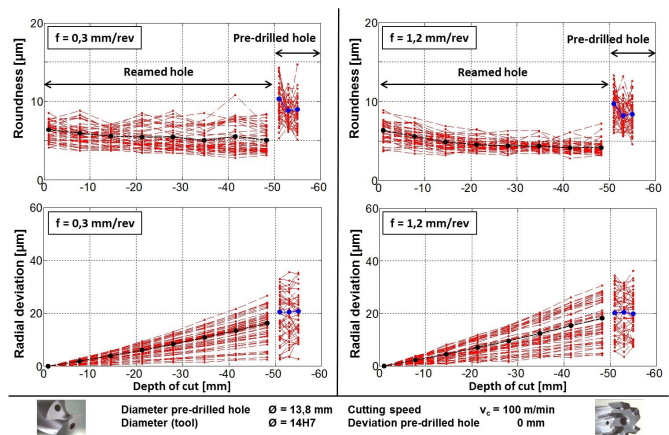 f = 0,3 mm/rev
Pre-drilled hole
Reamed hole
Roundness [µm]
20
10
0
0 -10 -20 -30 -40 -50 -60
f = 1,2 mm/rev
Pre-drilled hole
Reamed hole
Roundness [µm]
20
10
0
0 -10 -20 -30 -40 -50 -60
f = 0,3 mm/rev
Radial deviation [µm]
60
40
20
0
0 -10 -20 -30 -40 -50 -60
Depth of cut [mm]
f = 1,2 mm/rev
Radial deviation [µm]
60
40
20
0
0 -10 -20 -30 -40 -50 -60
Depth of cut [mm]
Diameter pre-drilled hole Ø = 13,8 mm Cutting speed vc = 100 m/min
Diameter (tool) Ø = 14H7 Deviation pre-drilled hole 0 mm